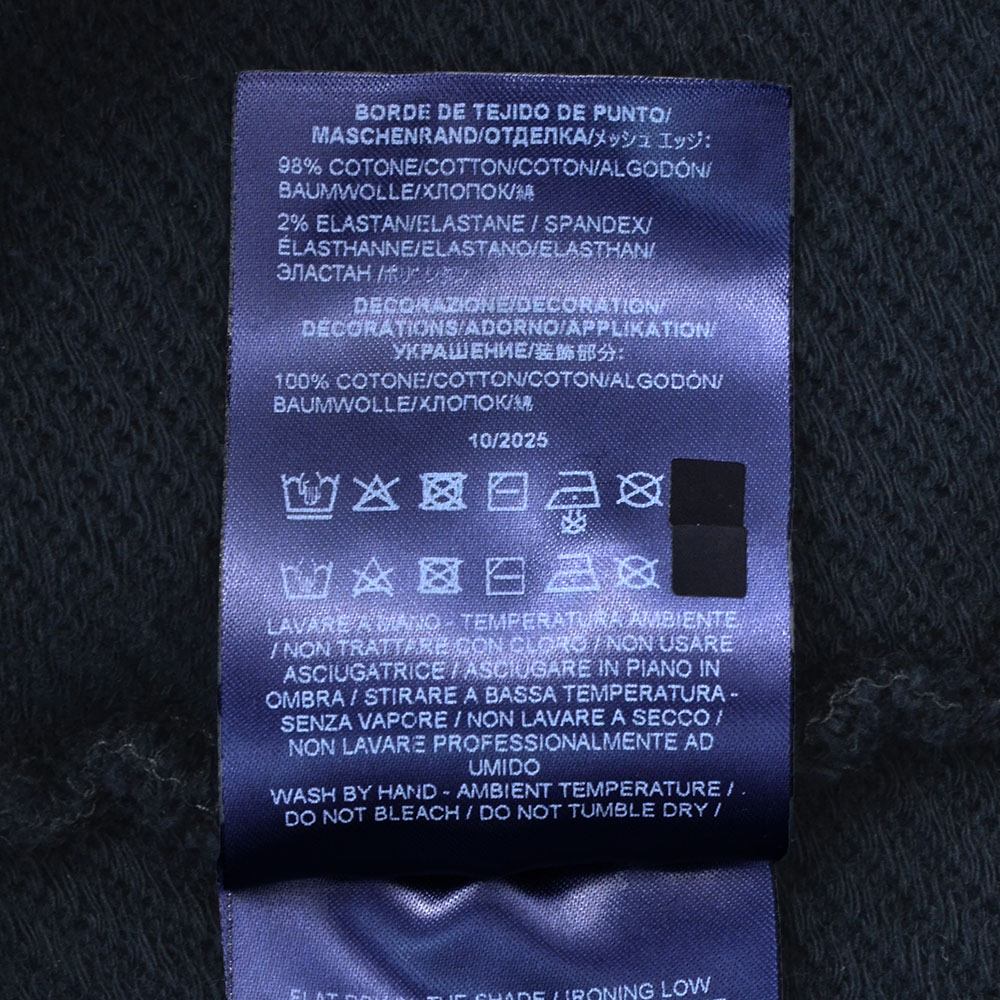 BORDE DE TEJIDO DE PUNTO/
MASCHENRAND/ОТДЕЛКА/メッシュ エッジ:
98% COTONE/COTTON/COTON/ALGODÓN/
BAUMWOLLE/ХЛОПОК/綿
2% ELASTAN/ELASTANE / SPANDEX/
ÉLASTHANNE/ELASTANO/ELASTHAN/
ЭЛАСТАН /
DECORAZIONE/DECORATION/
DECORATIONS/ADORNO/APPLIKATION/
УКРАШЕНИЕ/装飾部分:
100% COTONE/COTTON/COTON/ALGODÓN/
BAUMWOLLE/ХЛОПОК/綿
10/2025
LAVARE A MANO - TEMPERATURA AMBIENTE
/ NON TRATTARE CON CLORO / NON USARE
ASCIUGATRICE / ASCIUGARE IN PIANO IN
OMBRA / STIRARE A BASSA TEMPERATURA -
SENZA VAPORE / NON LAVARE A SECCO /
NON LAVARE PROFESSIONALMENTE AD
UMIDO
WASH BY HAND - AMBIENT TEMPERATURE /
DO NOT BLEACH / DO NOT TUMBLE DRY /
THE SHADE / IRONING LOW